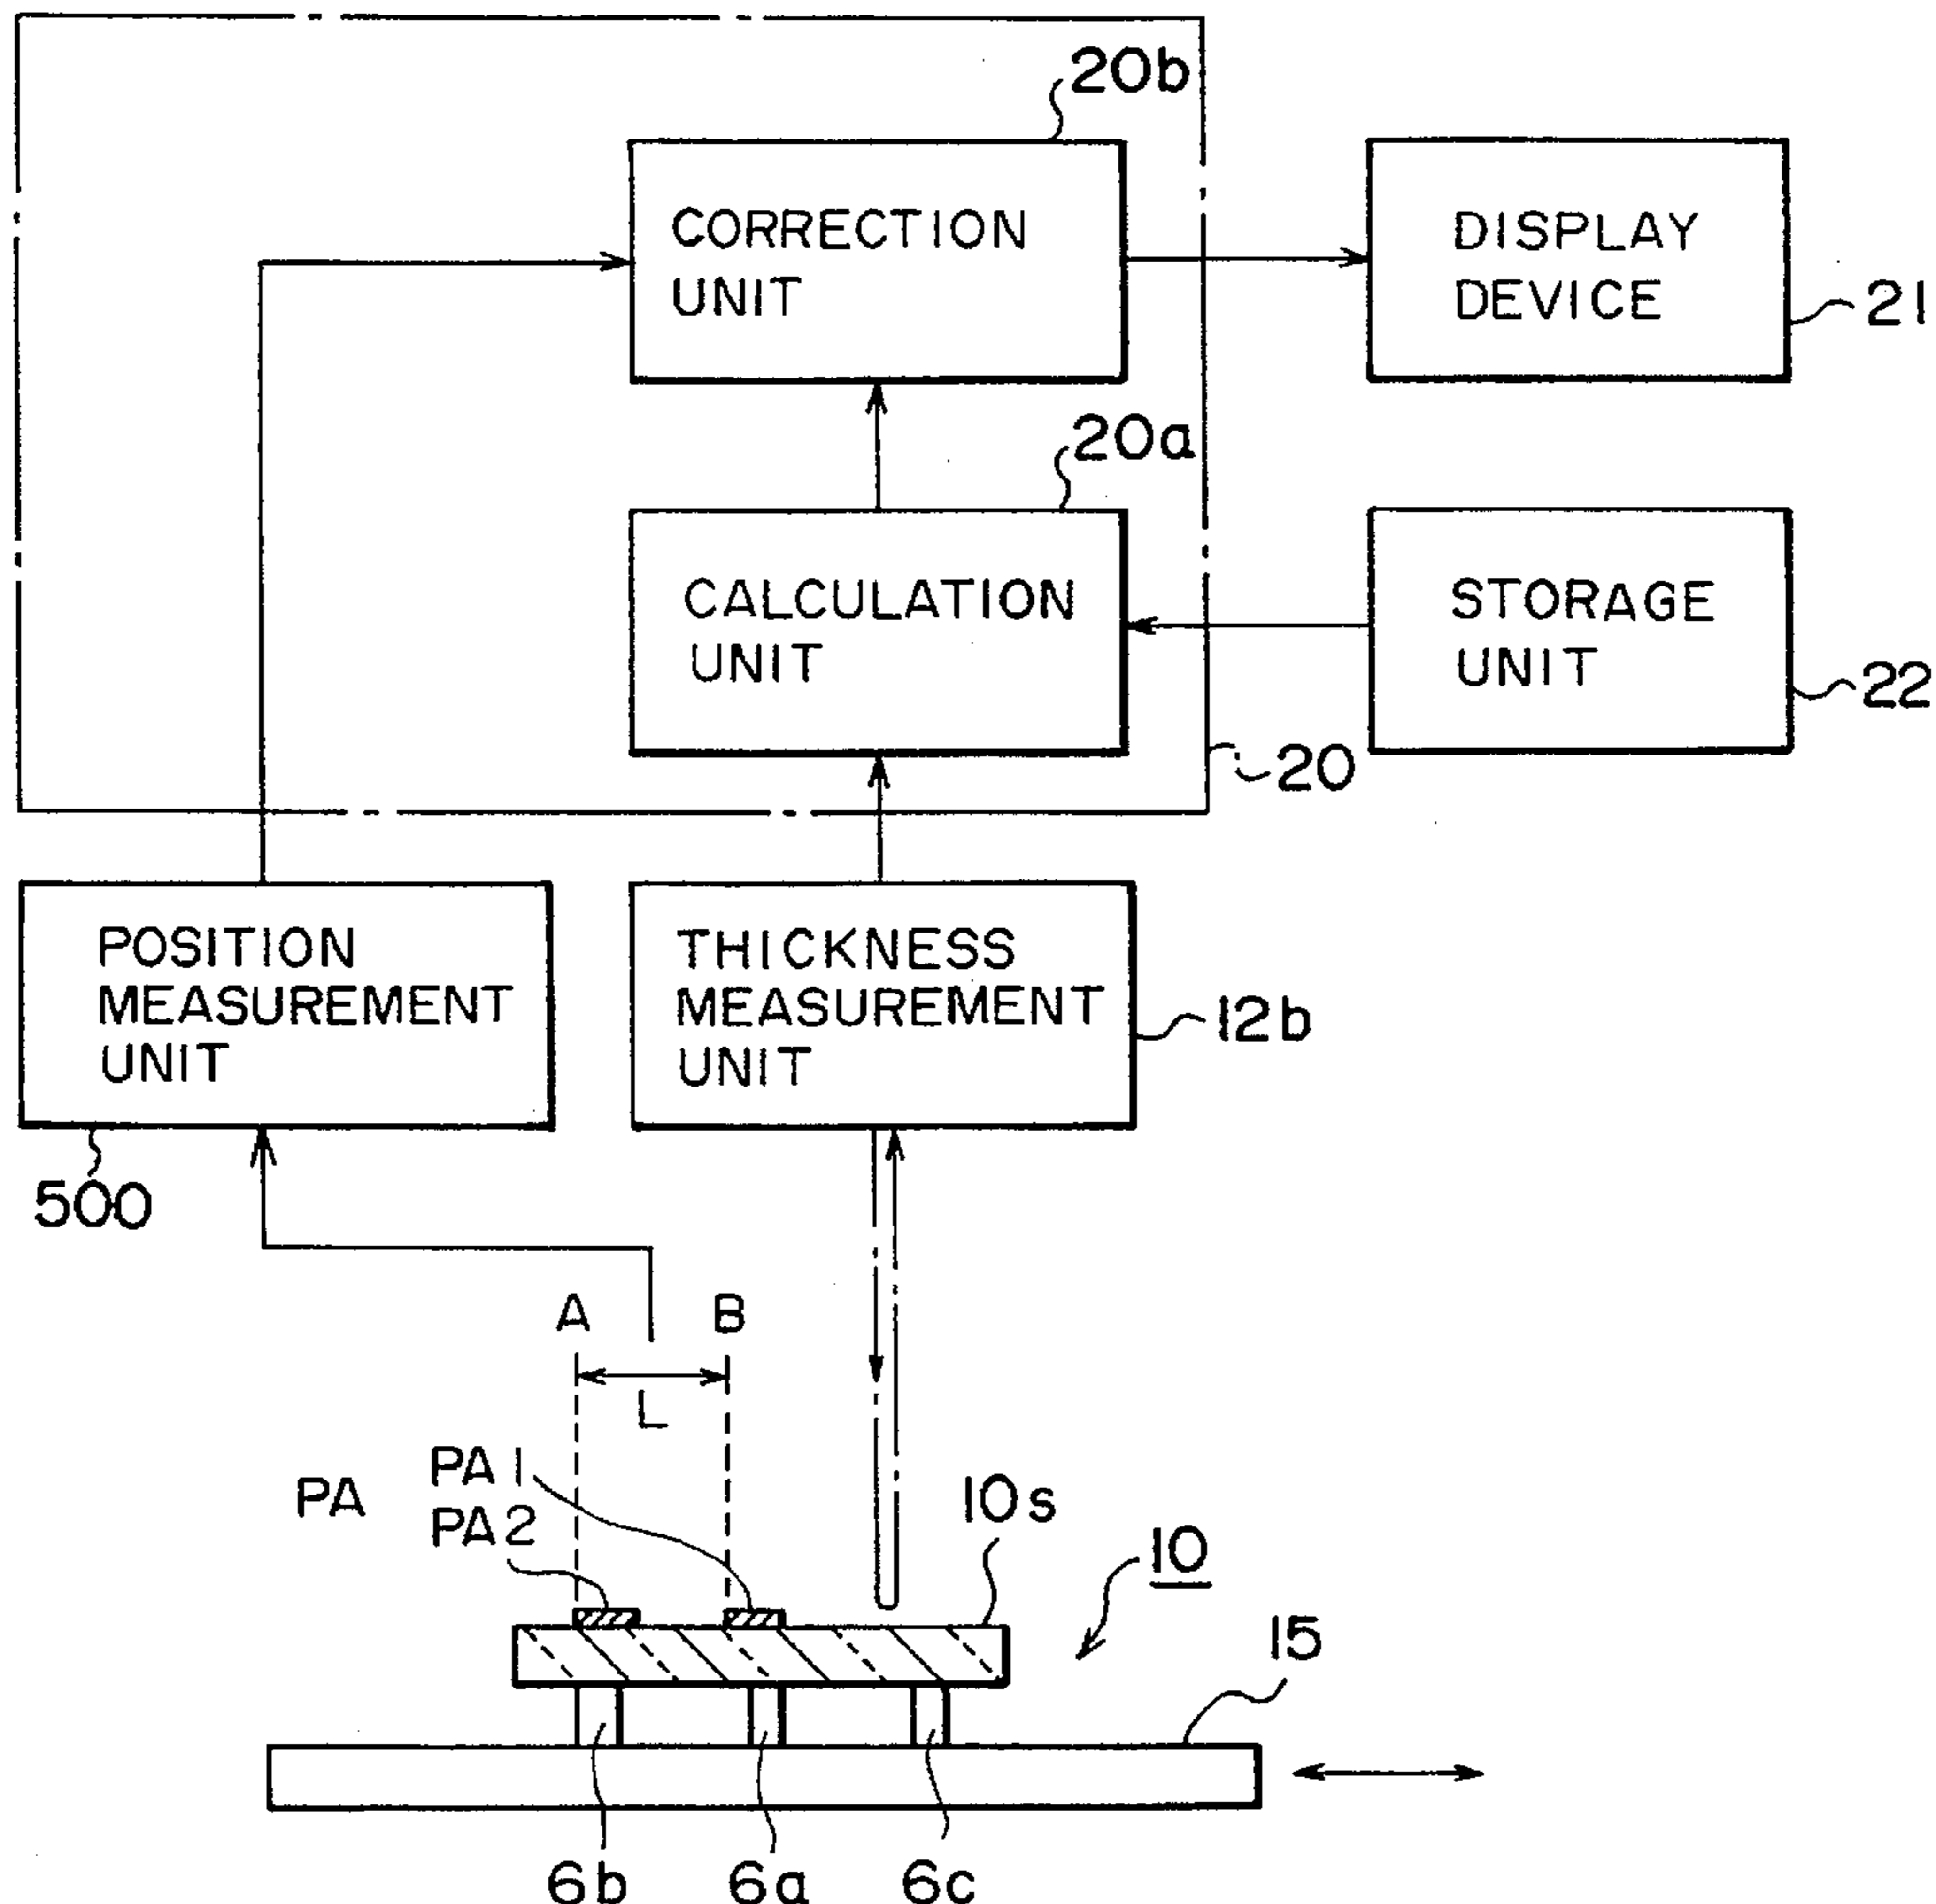 20b
CORRECTION
UNIT
DISPLAY
DEVICE
21
20a
CALCULATION
UNIT
STORAGE
UNIT
22
20
POSITION
MEASUREMENT
UNIT
THICKNESS
MEASUREMENT
UNIT
12b
500
A
B
L
PA
PA1
PA2
10s
10
15
6b
6a
6c